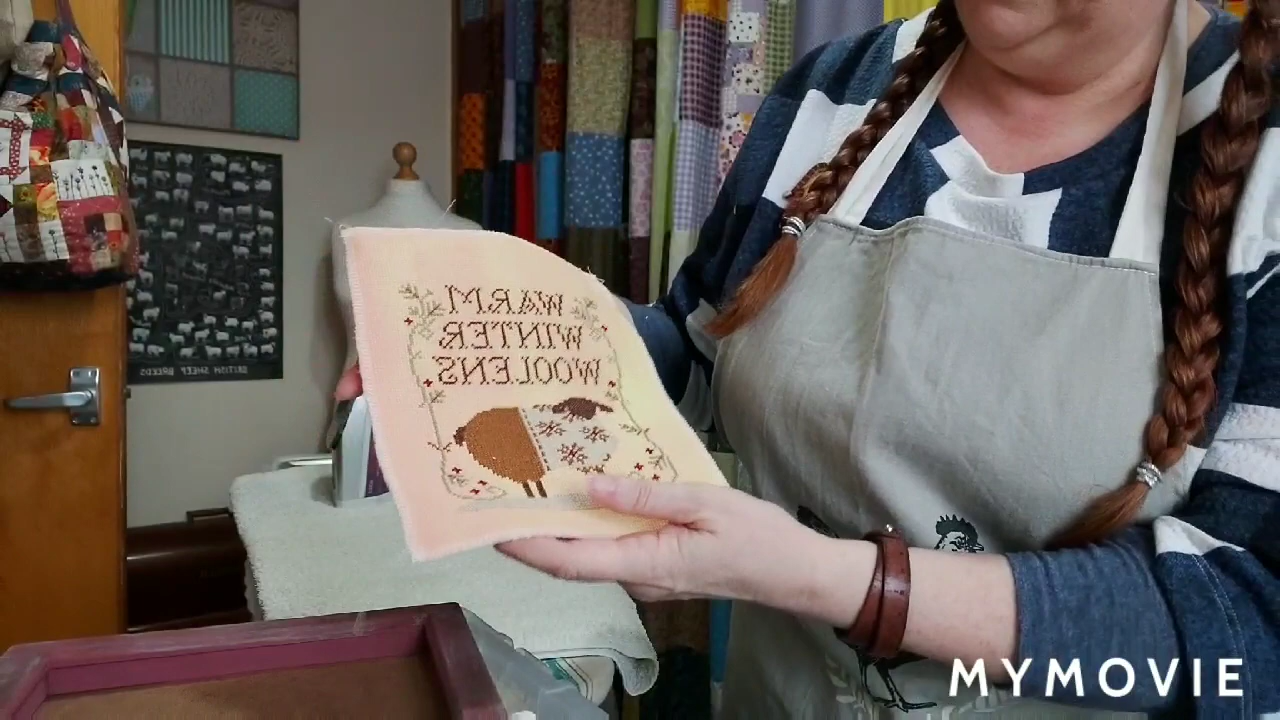 WARM
WINTER
WOOLENS
BRITISH SHEEP BREEDS
MYMOVIE